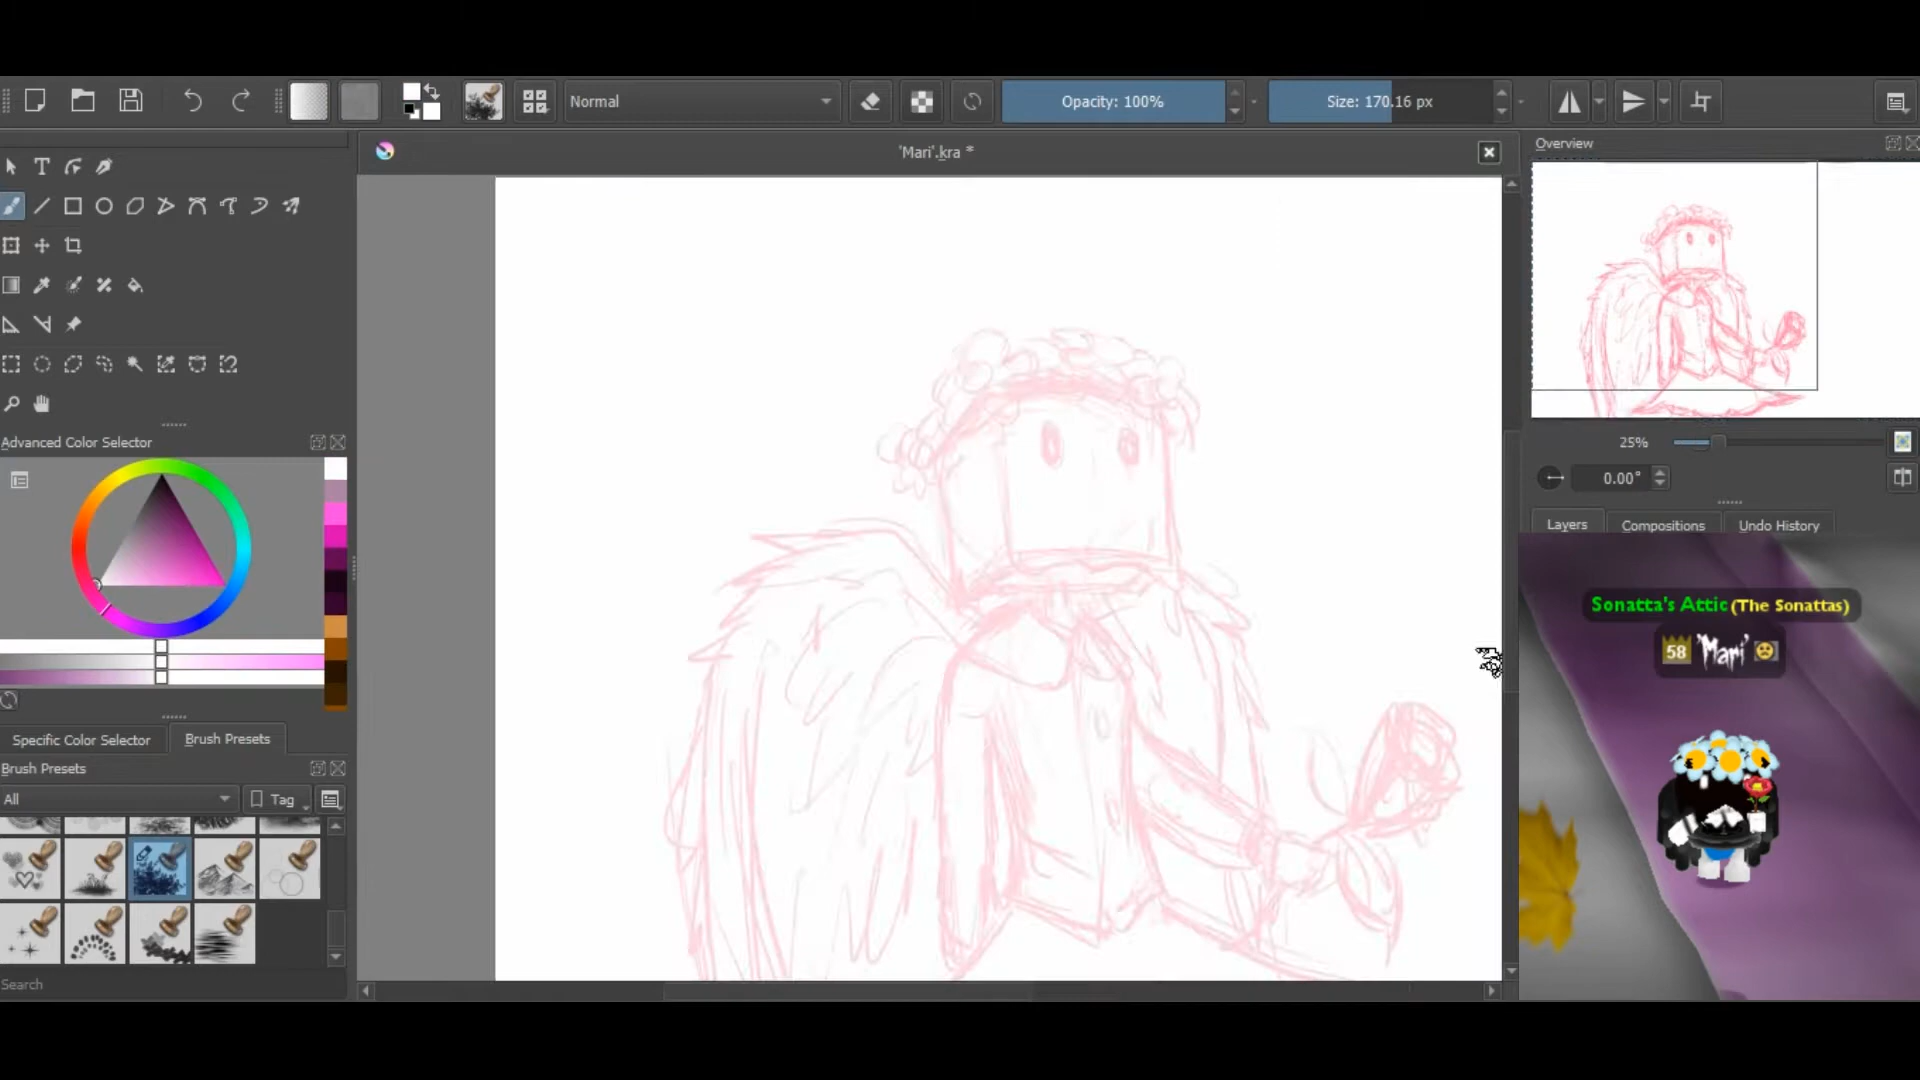 Normal
Opacity: 100%
Size: 170.16 px
'Mari'.kra *
Overview
25%
0.00°
Layers
Compositions
Undo History
Advanced Color Selector
Specific Color Selector
Brush Presets
Brush Presets
All
Tag
Search
Sonatta's Attic (The Sonattas)
58 'Mari'